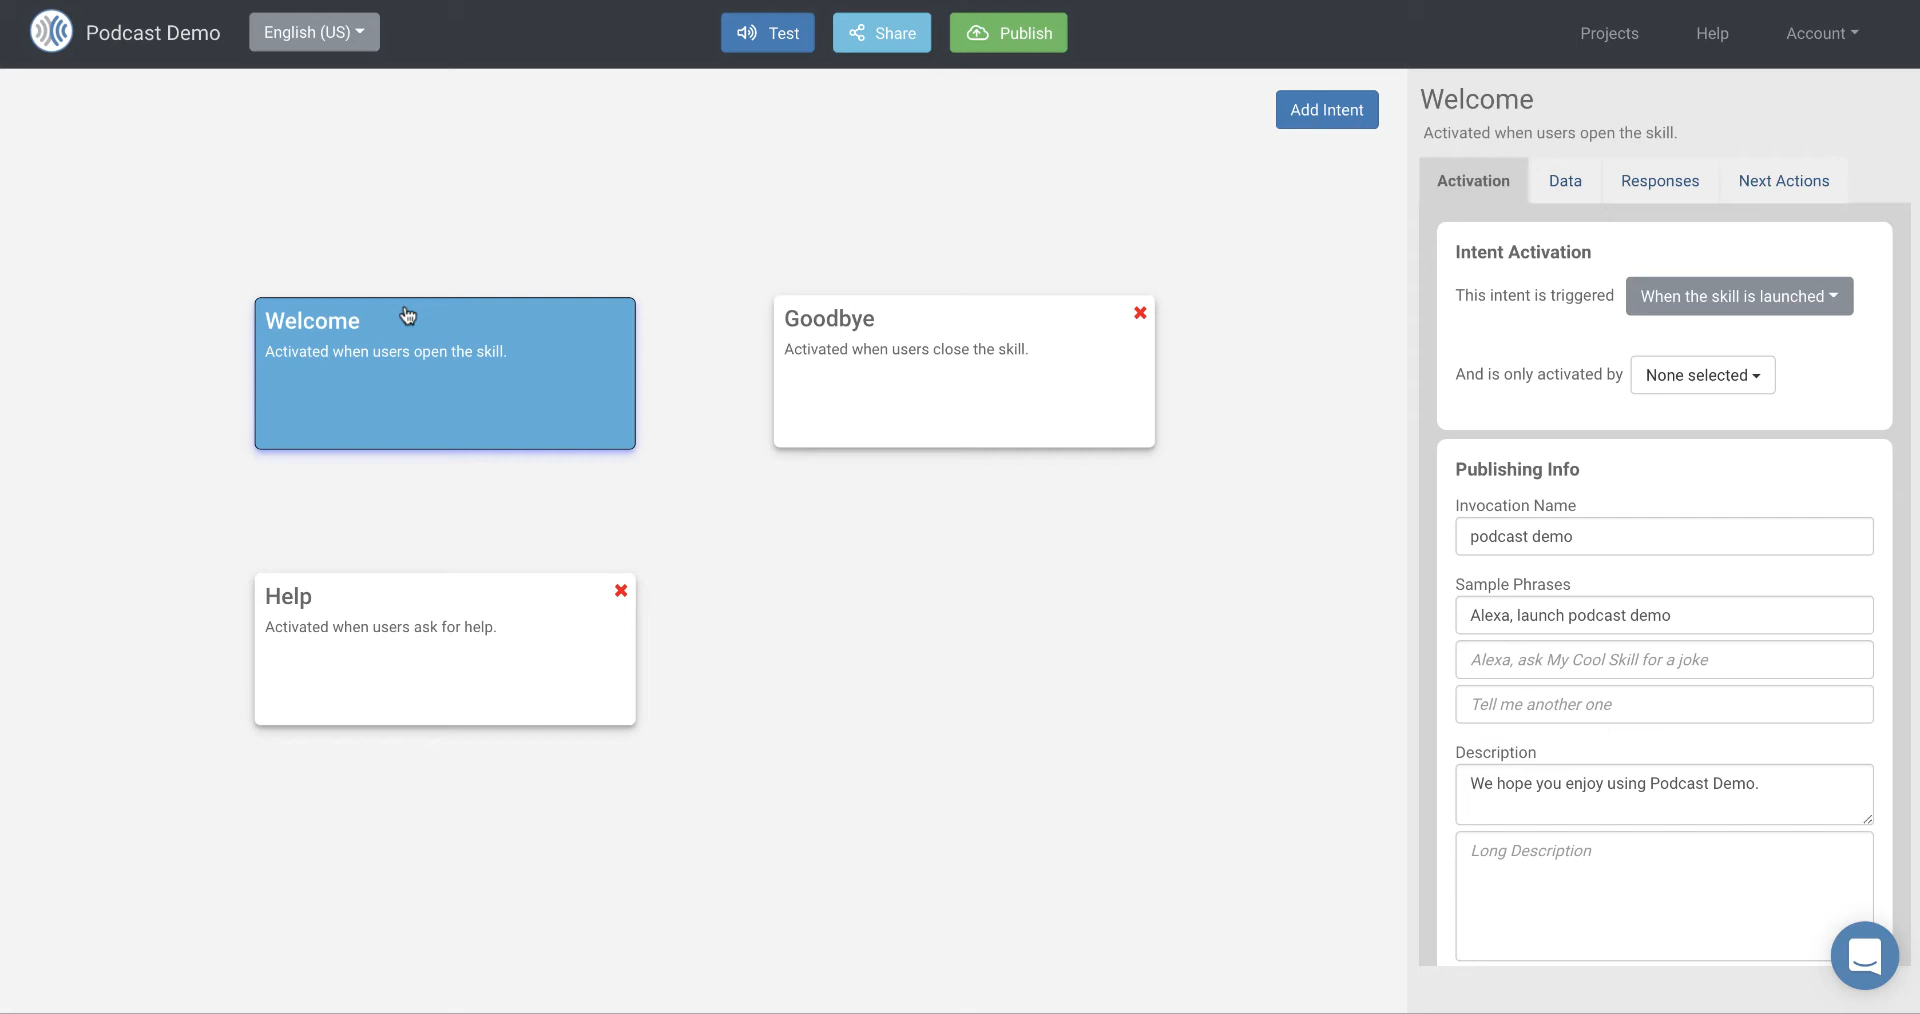 Podcast Demo
English (US)
Test
Share
Publish
Projects
Help
Account
Add Intent
Welcome
Activated when users open the skill.
Goodbye
Activated when users close the skill.
Help
Activated when users ask for help.
Welcome
Activated when users open the skill.
Activation
Data
Responses
Next Actions
Intent Activation
This intent is triggered When the skill is launched
And is only activated by None selected
Publishing Info
Invocation Name
podcast demo
Sample Phrases
Alexa, launch podcast demo
Alexa, ask My Cool Skill for a joke
Tell me another one
Description
We hope you enjoy using Podcast Demo.
Long Description